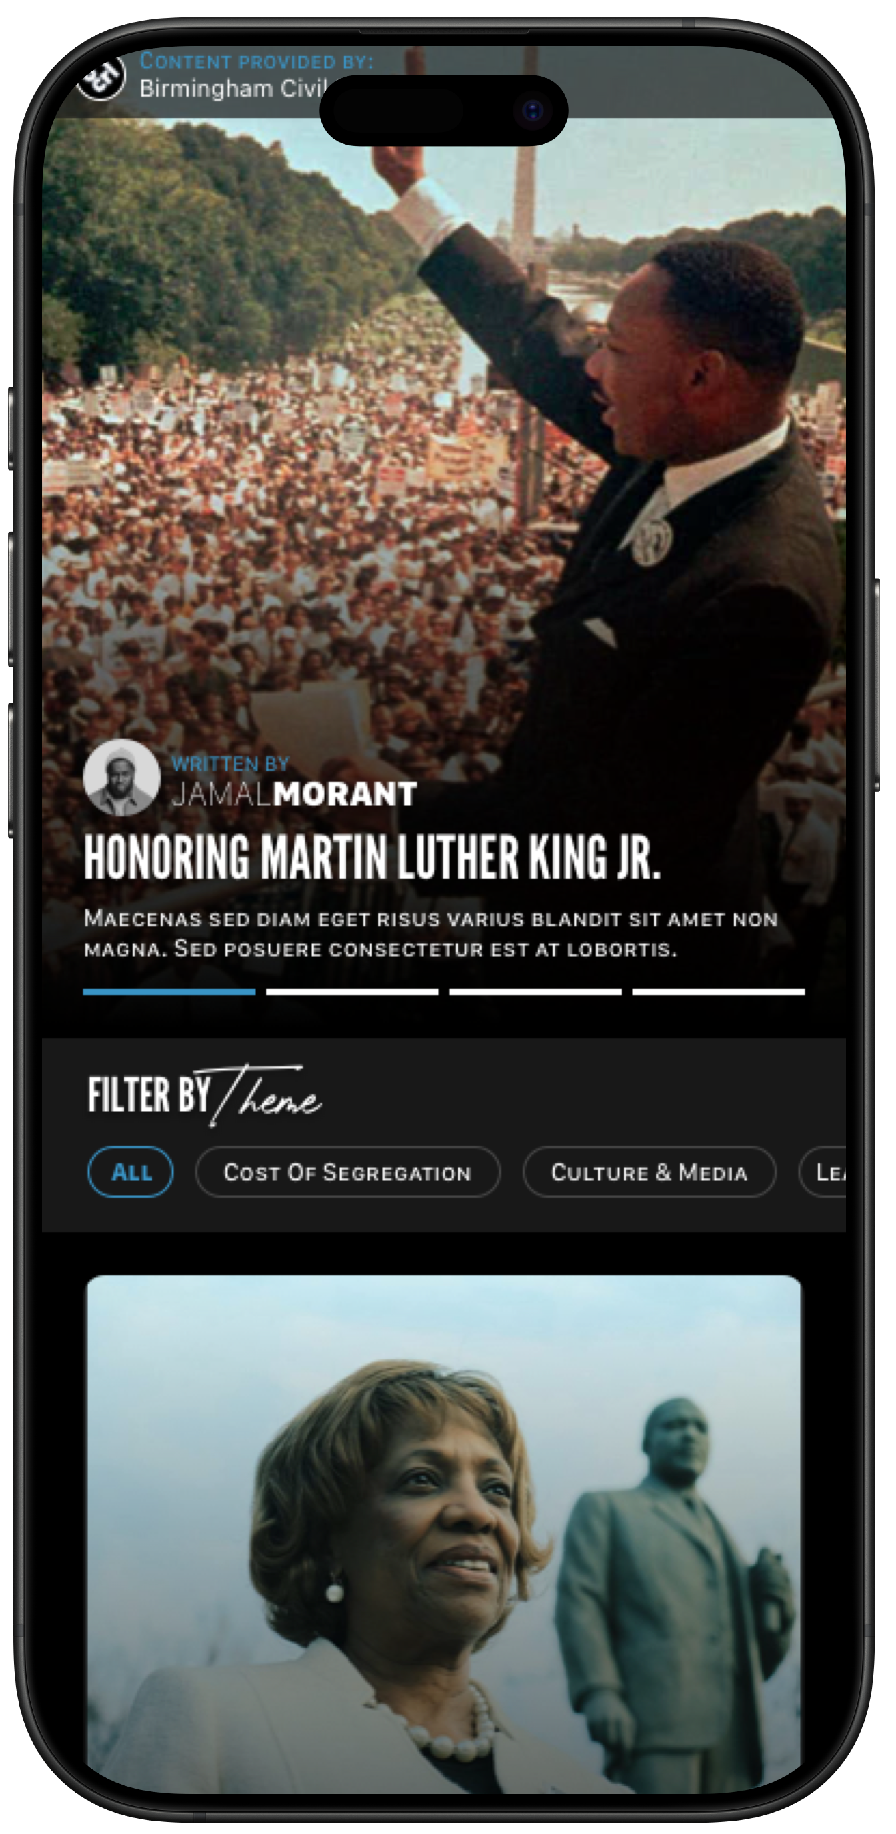 CONTENT PROVIDED BY:
Birmingham Civil
WRITTEN BY
JAMALMORANT
HONORING MARTIN LUTHER KING JR.
MAECENAS SED DIAM EGET RISUS VARIUS BLANDIT SIT AMET NON
MAGNA. SED POSUERE CONSECTETUR EST AT LOBORTIS.
FILTER BY Theme
ALL
COST OF SEGREGATION
CULTURE & MEDIA